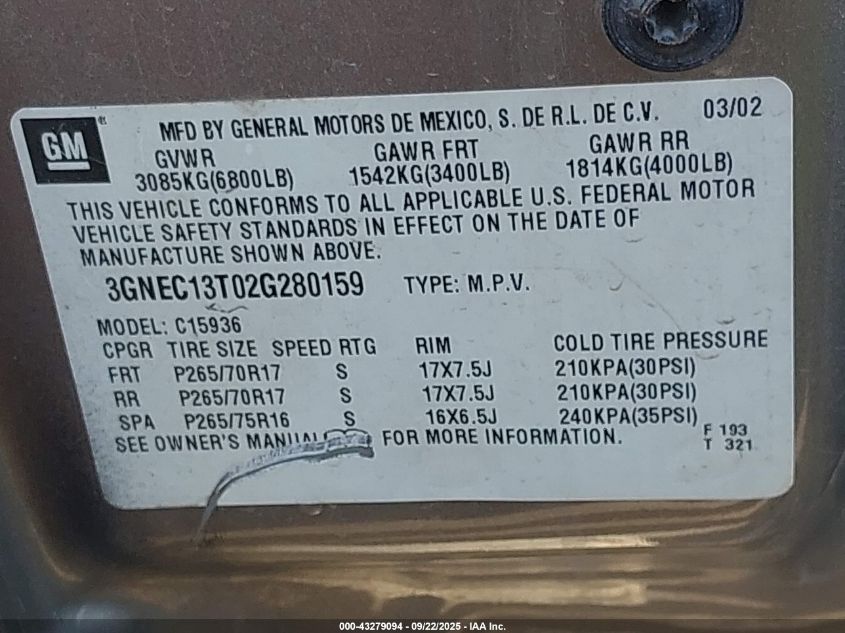 GM
MFD BY GENERAL MOTORS DE MEXICO, S. DE R.L. DE C.V. 03/02
GVWR GAWR FRT GAWR RR
3085KG(6800LB) 1542KG(3400LB) 1814KG(4000LB)
THIS VEHICLE CONFORMS TO ALL APPLICABLE U.S. FEDERAL MOTOR
VEHICLE SAFETY STANDARDS IN EFFECT ON THE DATE OF
MANUFACTURE SHOWN ABOVE.
3GNEC13T02G280159 TYPE: M.P.V.
MODEL: C15936
CPGR TIRE SIZE SPEED RTG RIM COLD TIRE PRESSURE
FRT P265/70R17 S 17X7.5J 210KPA(30PSI)
RR P265/70R17 S 17X7.5J 210KPA(30PSI)
SPA P265/75R16 S 16X6.5J 240KPA(35PSI)
SEE OWNER'S MANUAL FOR MORE INFORMATION.
F 193
T 321
000-43279094 - 09/22/2025 - IAA Inc.